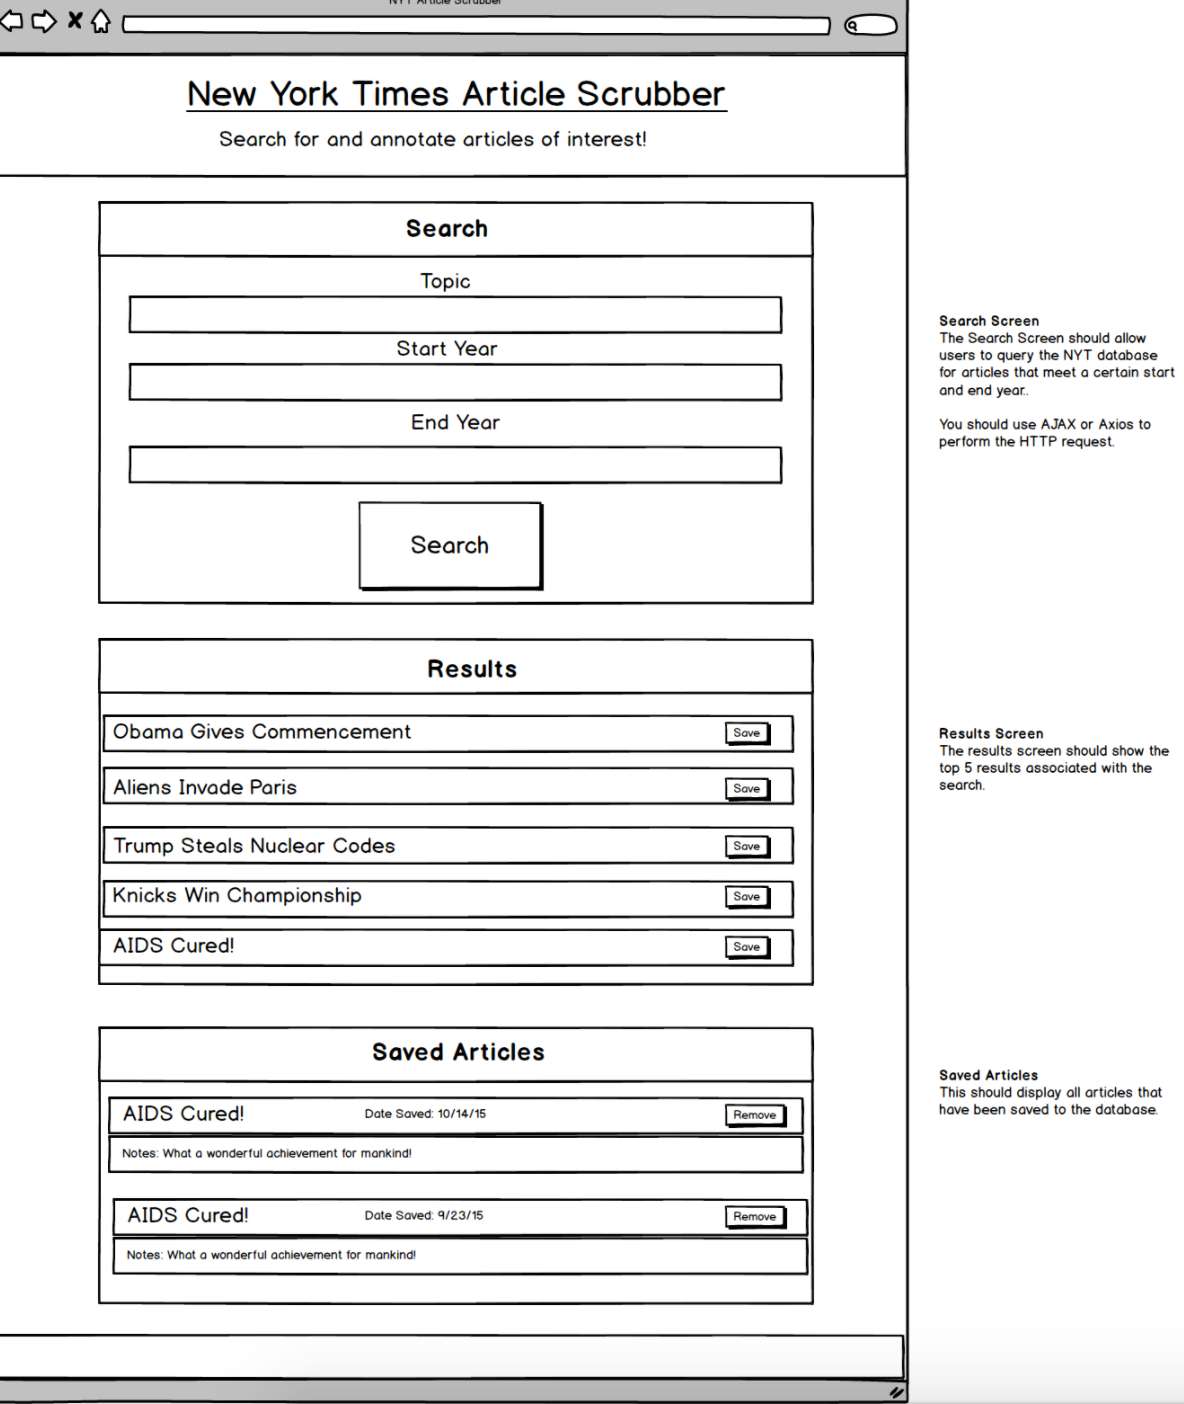 NYT Article Scrubber
New York Times Article Scrubber
Search for and annotate articles of interest!
Search
Topic
Start Year
End Year
Search
Search Screen
The Search Screen should allow
users to query the NYT database
for articles that meet a certain start
and end year..
You should use AJAX or Axios to
perform the HTTP request.
Results
Obama Gives Commencement
Save
Aliens Invade Paris
Save
Trump Steals Nuclear Codes
Save
Knicks Win Championship
Save
AIDS Cured!
Save
Results Screen
The results screen should show the
top 5 results associated with the
search.
Saved Articles
AIDS Cured!
Date Saved: 10/14/15
Remove
Notes: What a wonderful achievement for mankind!
AIDS Cured!
Date Saved: 9/23/15
Remove
Notes: What a wonderful achievement for mankind!
Saved Articles
This should display all articles that
have been saved to the database.